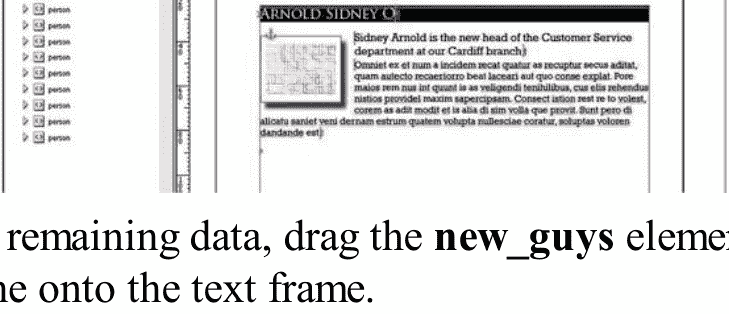 person
person
person
person
person
person
person
person
person
ARNOLD SIDNEY O
Sidney Arnold is the new head of the Customer Service
department at our Cardiff branch
Omniet ex et num a incidem recat quatur as recuptur secus aditat,
quam autecto recaeriorro beat laceari aut quo conse explat. Pore
maios rem nus int quunt is as veligendi tenihilibus, cus elis rehendus
nistios providel maxim sapercipsam. Consect istion rest re to volest,
corem as adit modit et is alia di sim volla que provit. Sunt pero di
alicatu saniet veni dernam estrum quatem volupta nullesciae coratur, soluptas voloren
dandande est
remaining data, drag the new_guys eleme
ne onto the text frame.